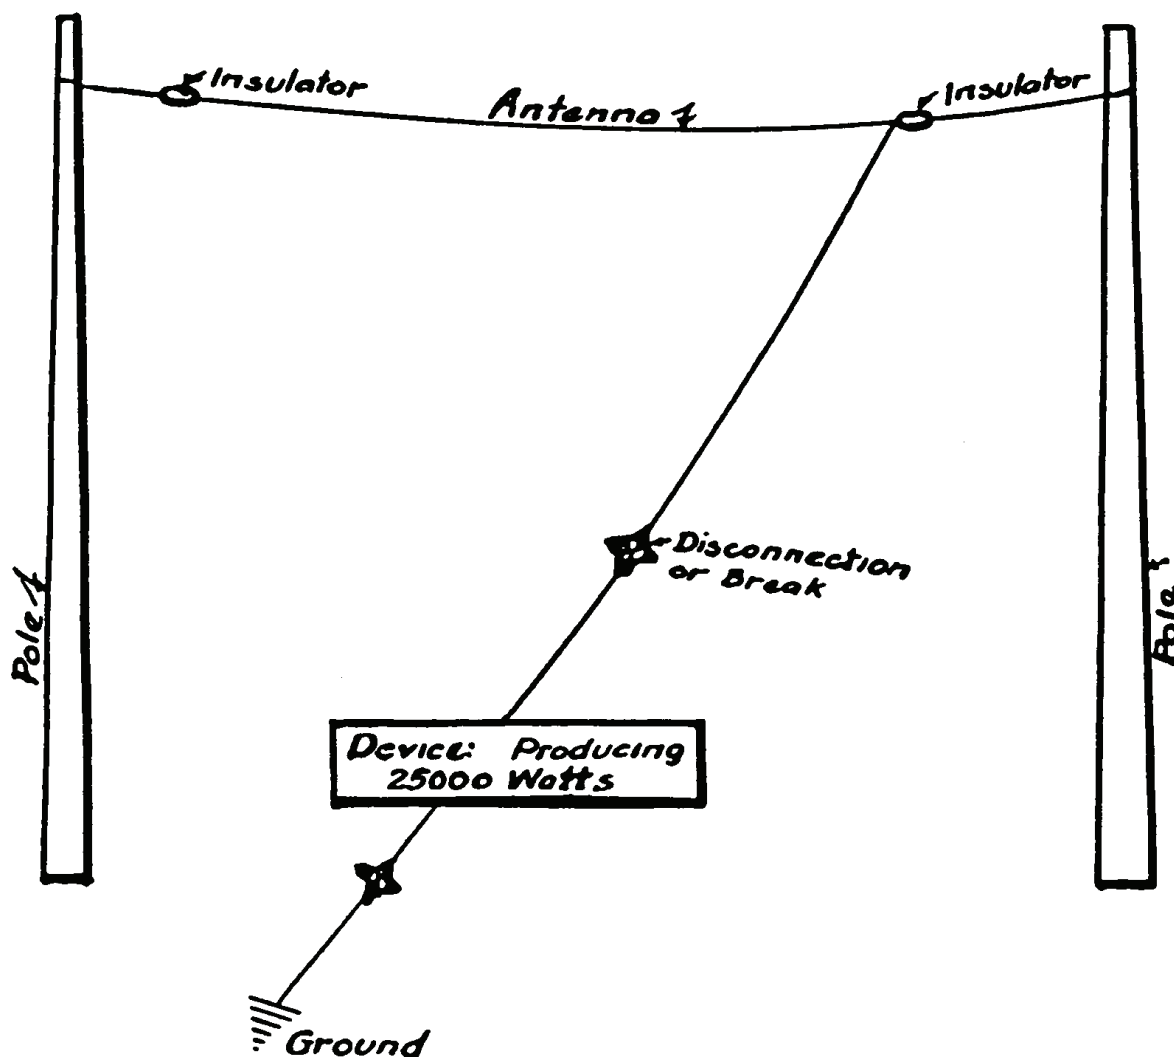 Insulator
Insulator
Antenna
Disconnection
or Break
Pole
Pole
Device: Producing
25000 Watts
Ground